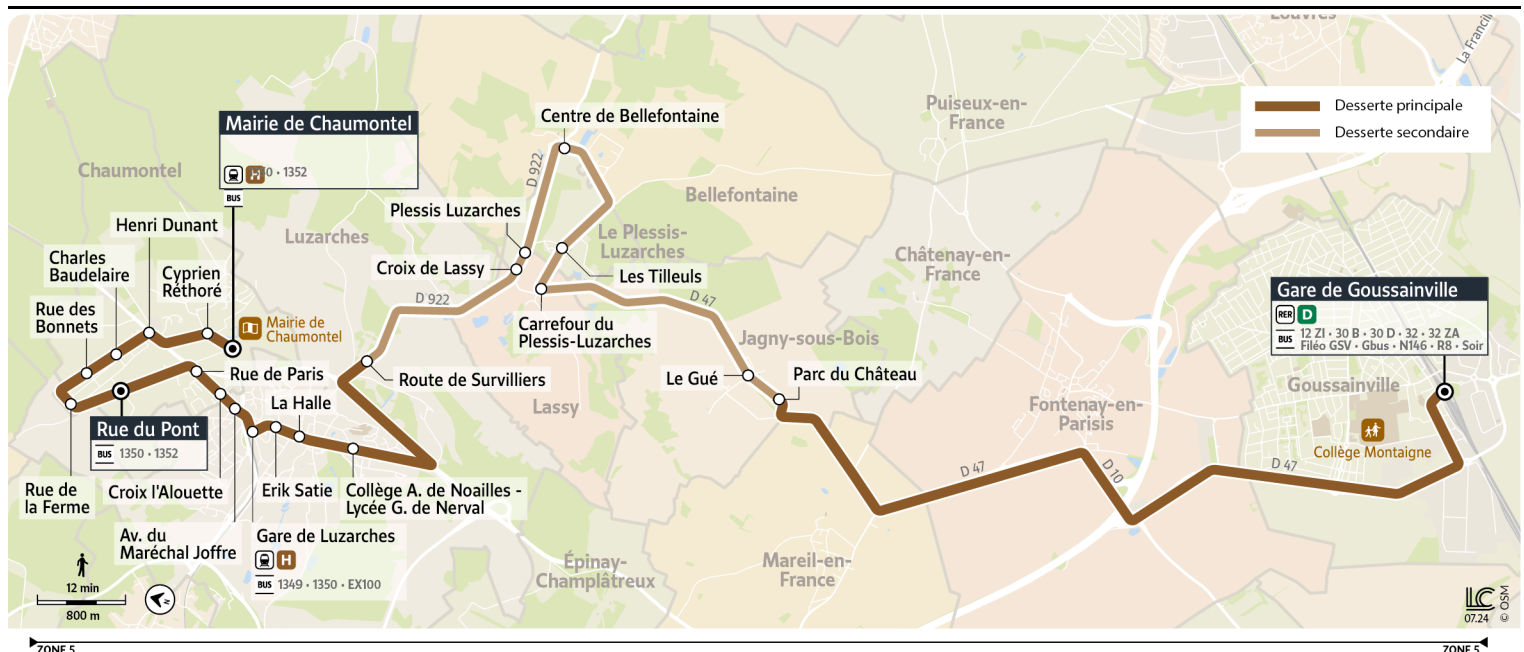 Louvres
La Francili
Puiseux-en-
France
Desserte principale
Desserte secondaire
Mairie de Chaumontel
H
0 • 1352
BUS
Chaumontel
Centre de Bellefontaine
D 922
Bellefontaine
Plessis Luzarches
Henri Dunant
Luzarches
Le Plessis-
Luzarches
Charles
Baudelaire
Cyprien
Réthoré
Croix de Lassy
Les Tilleuls
Châtenay-en-
France
Rue des
Bonnets
Mairie de
Chaumontel
D 922
D 47
Carrefour du
Plessis-Luzarches
Jagny-sous-Bois
Gare de Goussainville
RER D
BUS
12 ZI • 30 B • 30 D • 32 • 32 ZA
Filéo GSV • Gbus • N146 • R8 • Soir
Rue de Paris
Route de Survilliers
Le Gué
Parc du Château
Goussainville
La Halle
Lassy
Fontenay-en-
Parisis
Rue du Pont
BUS 1350 • 1352
Collège Montaigne
D 47
D 10
D 47
Rue de
la Ferme
Croix l'Alouette
Erik Satie
Collège A. de Noailles -
Lycée G. de Nerval
Av. du
Maréchal Joffre
Gare de Luzarches
H
BUS 1349 • 1350 • EX100
Épinay-
Champlâtreux
Mareil-en-
France
12 min
800 m
N
LC
07.24
© OSM
ZONE 5
ZONE 5